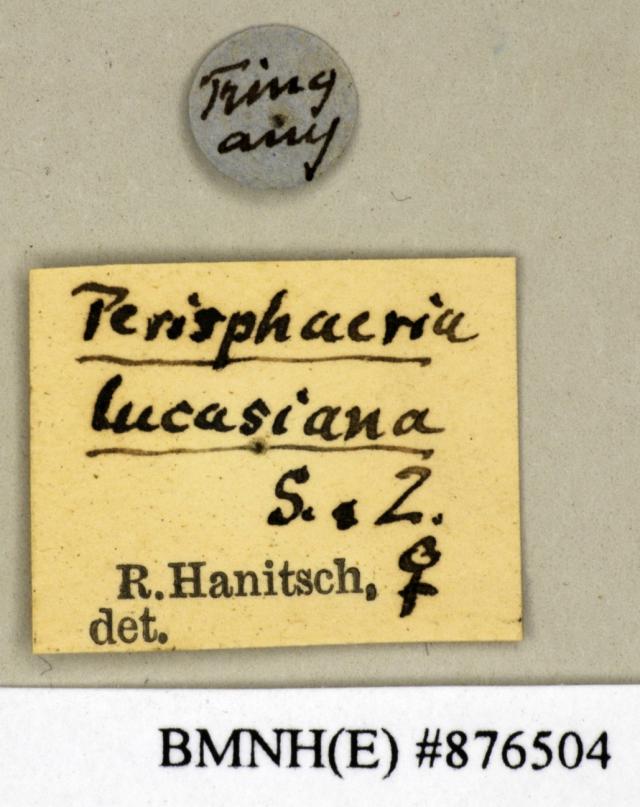 Tring
any
Perisphaeria
lucasiana
S. & Z.
R.Hanitsch, ♀
det.
BMNH(E) #876504